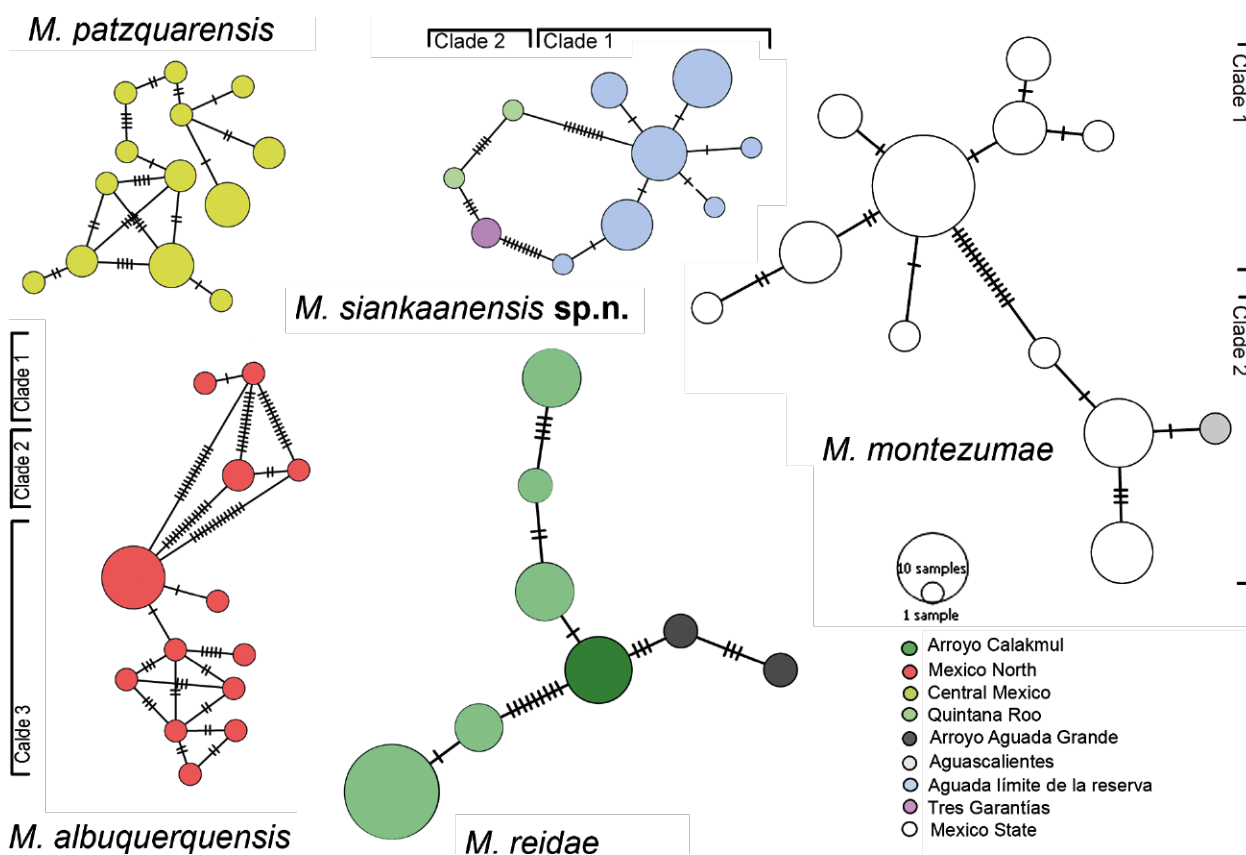 M. patzquarensis
Clade 2
Clade 1
Clade 1
Clade 2
M. siankaanensis sp.n.
Clade 1
Clade 2
Calde 3
M. montezumae
10 samples
1 sample
Arroyo Calakmul
Mexico North
Central Mexico
Quintana Roo
Arroyo Aguada Grande
Aguascalientes
Aguada límite de la reserva
Tres Garantías
Mexico State
M. albuquerquensis
M. reidae